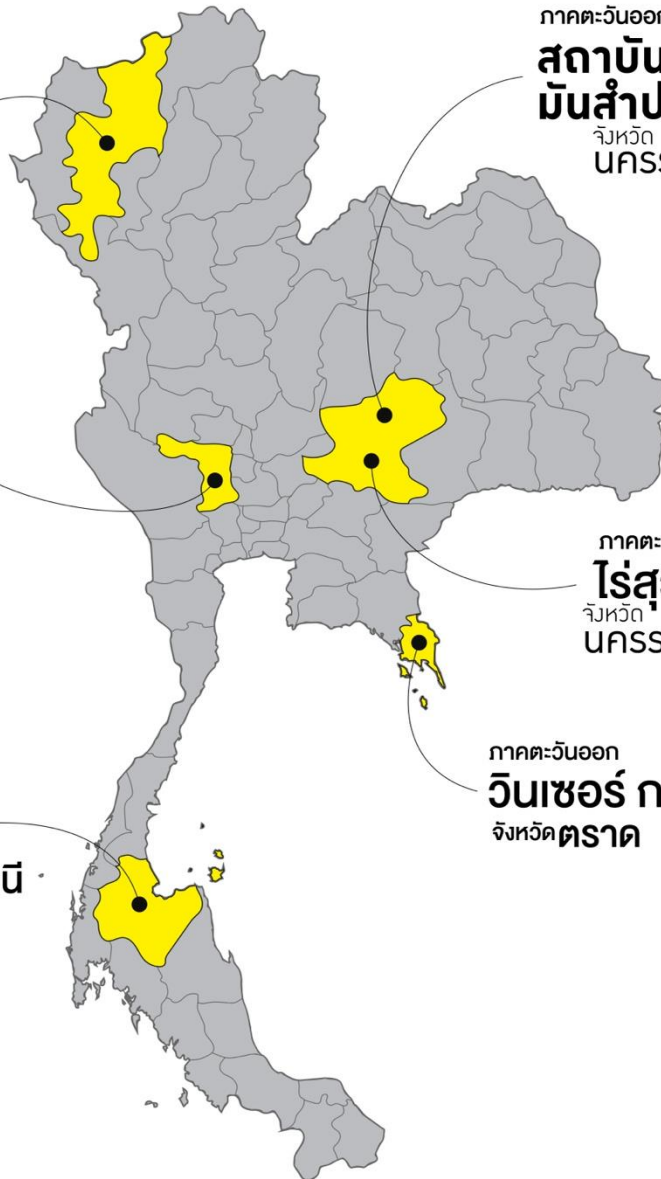 ภาคตะวันออก
สถาบัน
มันสำป
จังหวัด
นครร
ภาคตะ
ไร่สุ
จังหวัด
นครร
ภาคตะวันออก
วินเซอร์ ก
จังหวัดตราด
นี